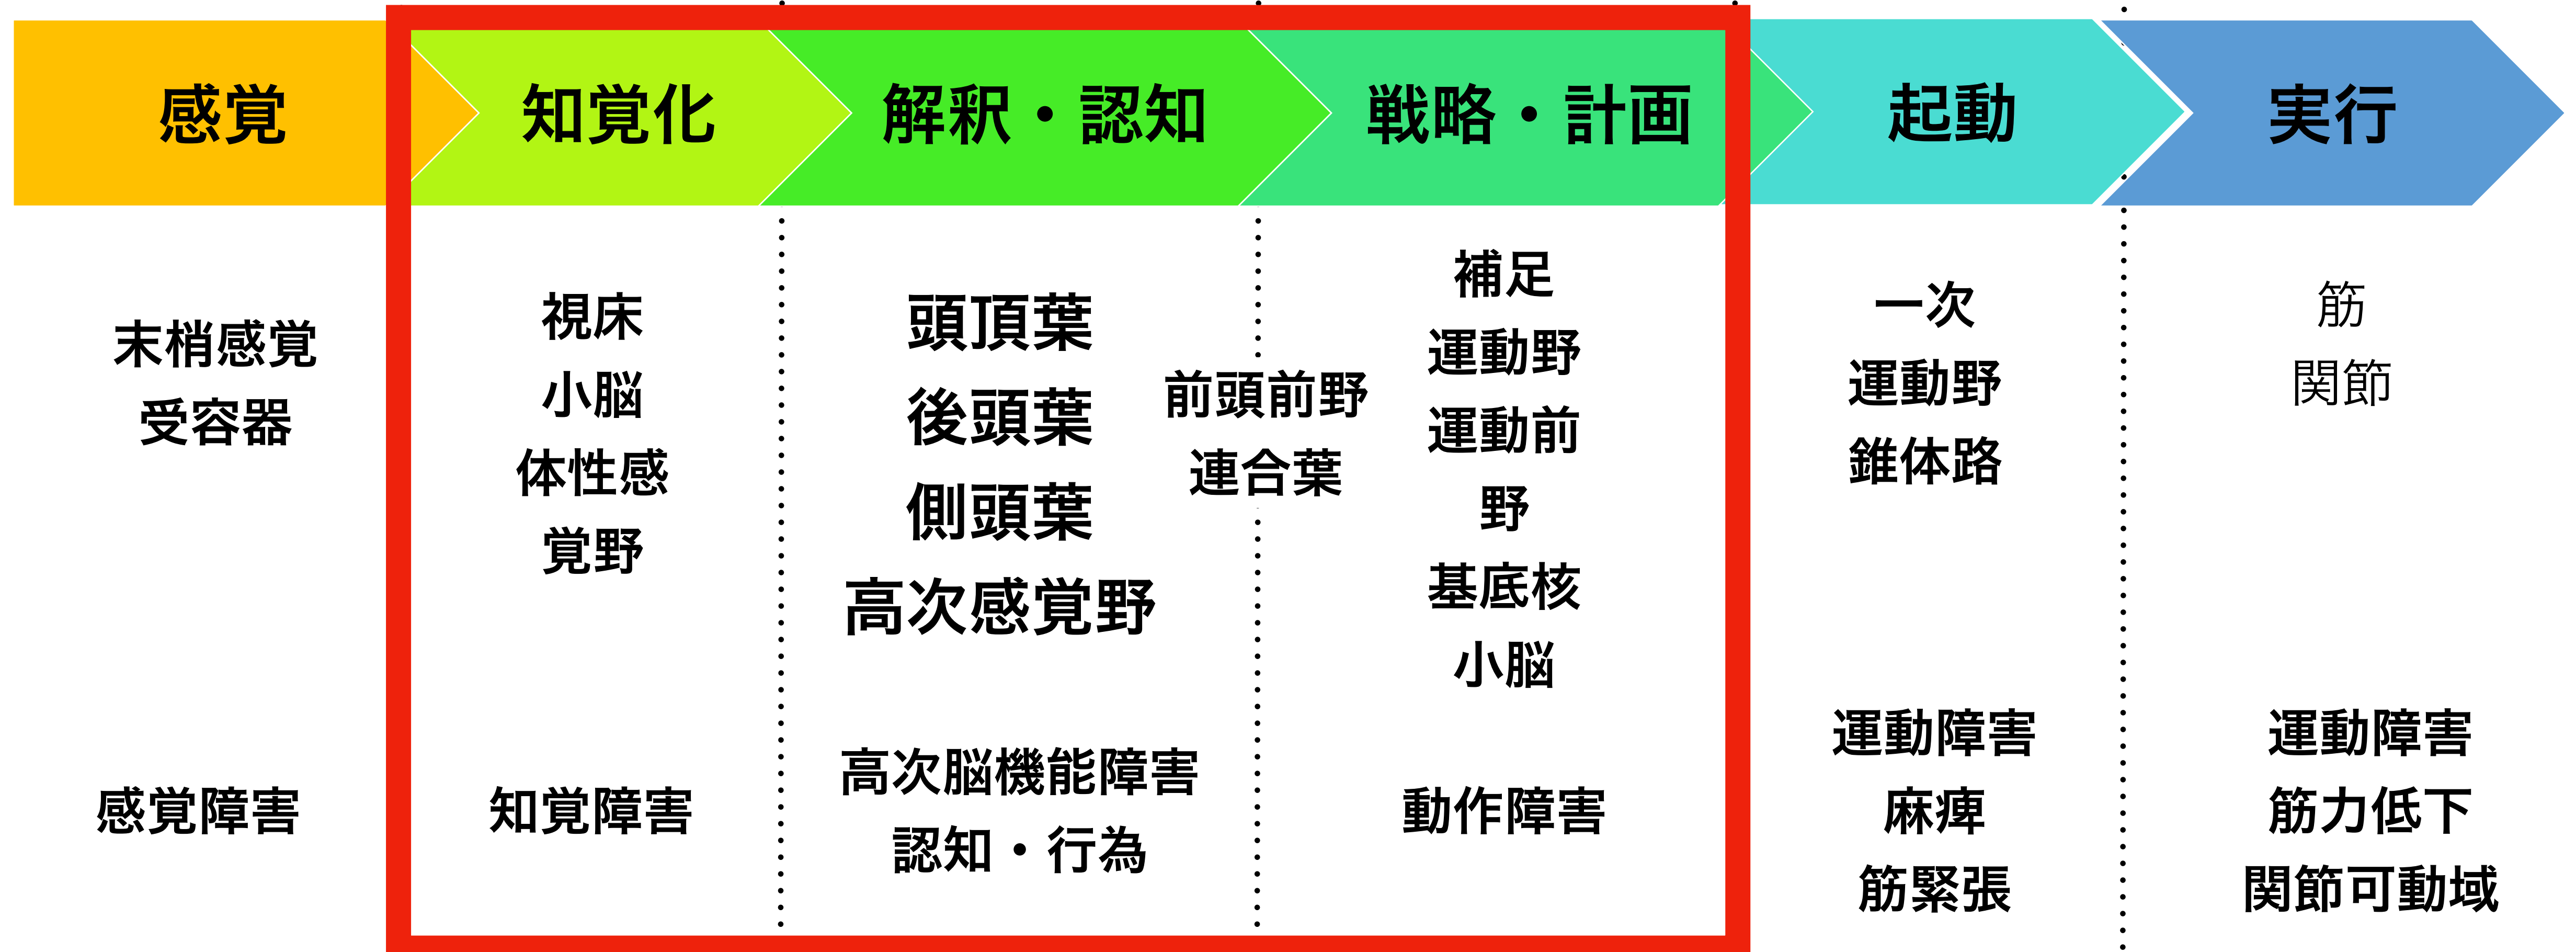 感覚
知覚化
解釈・認知
戦略・計画
起動
実行
末梢感覚
受容器
視床
小脳
体性感
覚野
頭頂葉
後頭葉
側頭葉
高次感覚野
前頭前野
連合葉
補足
運動野
運動前
野
基底核
小脳
一次
運動野
錐体路
筋
関節
感覚障害
知覚障害
高次脳機能障害
認知・行為
動作障害
運動障害
麻痺
筋緊張
運動障害
筋力低下
関節可動域